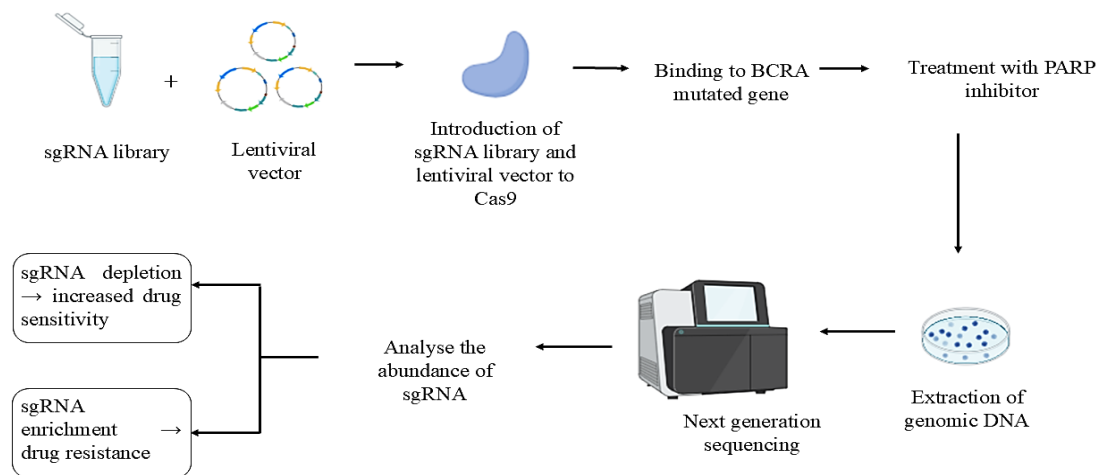 +
sgRNA library
Lentiviral
vector
Introduction of
sgRNA library and
lentiviral vector to
Cas9
Binding to BCRA
mutated gene
Treatment with PARP
inhibitor
Extraction of
genomic DNA
Next generation
sequencing
Analyse the
abundance of
sgRNA
sgRNA depletion
→ increased drug
sensitivity
sgRNA
enrichment →
drug resistance